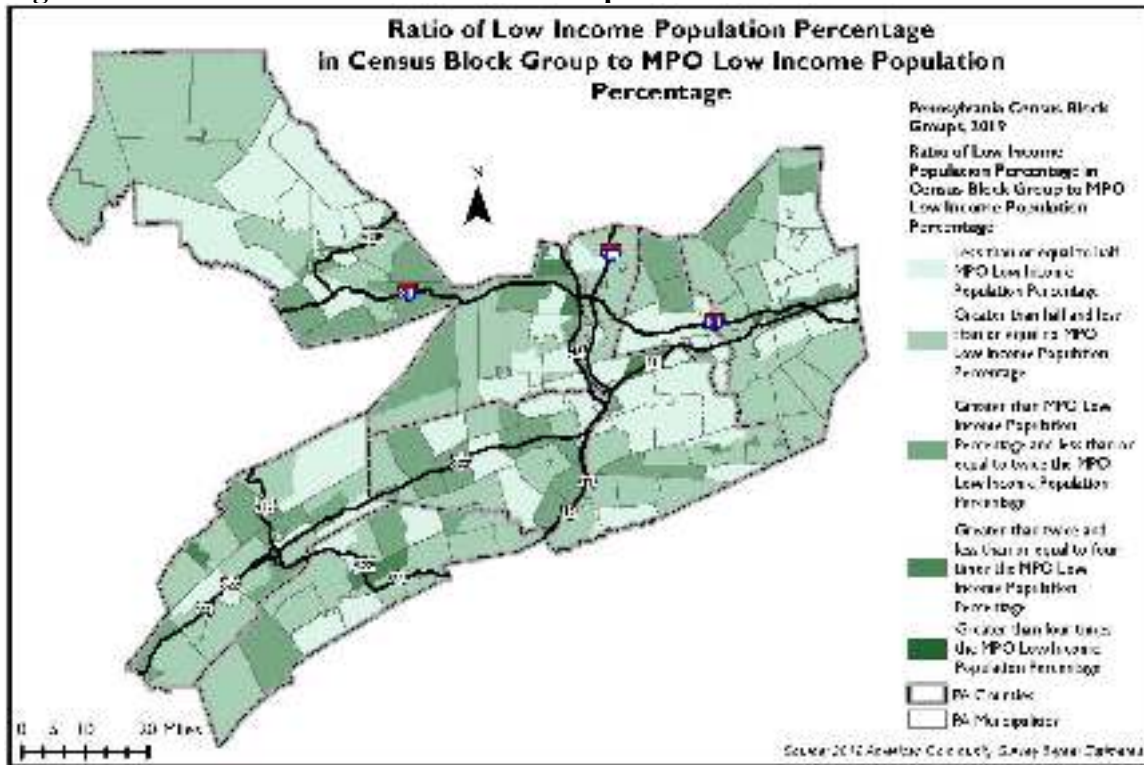 Ratio of Low Income Population Percentage
in Census Block Group to MPO Low Income Population
Percentage
Pennsylvania Census Block
Groups, 2019
Ratio of Low Income
Population Percentage in
Census Block Group to MPO
Low Income Population
Percentage
Less than or equal to half
MPO Low Income
Population Percentage
Greater than half and less
than or equal to MPO
Low Income Population
Percentage
Greater than MPO Low
Income Population
Percentage and less than or
equal to twice the MPO
Low Income Population
Percentage
Greater than twice and
less than or equal to four
times the MPO Low
Income Population
Percentage
Greater than four times
the MPO Low Income
Population Percentage
PA Counties
PA Municipalities
N
0 5 10 20 Miles
American Community Survey